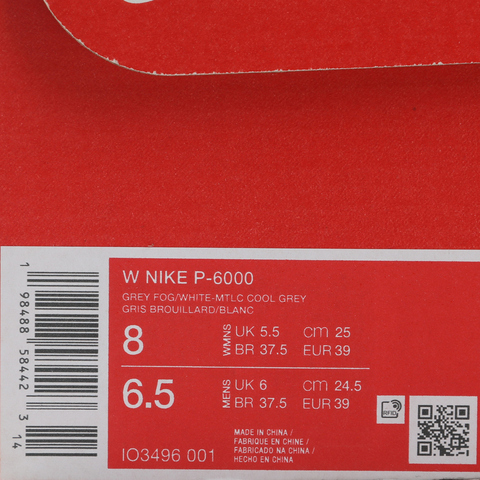 W NIKE P-6000
GREY FOG/WHITE-MTLC COOL GREY
GRIS BROUILLARD/BLANC
8 WMNS UK 5.5 cm 25
BR 37.5 EUR 39
6.5 MENS UK 6 cm 24.5
BR 37.5 EUR 39
RFID
MADE IN CHINA /
FABRIQUE EN CHINE /
FABRICADO NA CHINA /
HECHO EN CHINA
IO3496 001
1 98488 58442 3 14